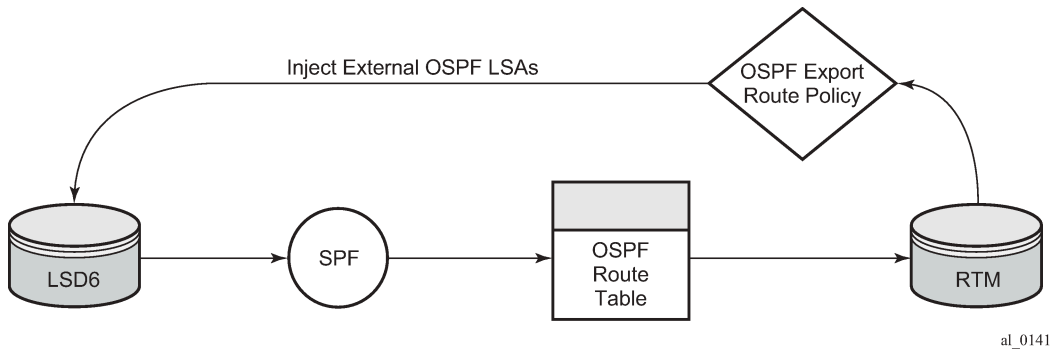 Inject External OSPF LSAs
OSPF Export
Route Policy
LSD6
SPF
OSPF
Route
Table
RTM
al_0141